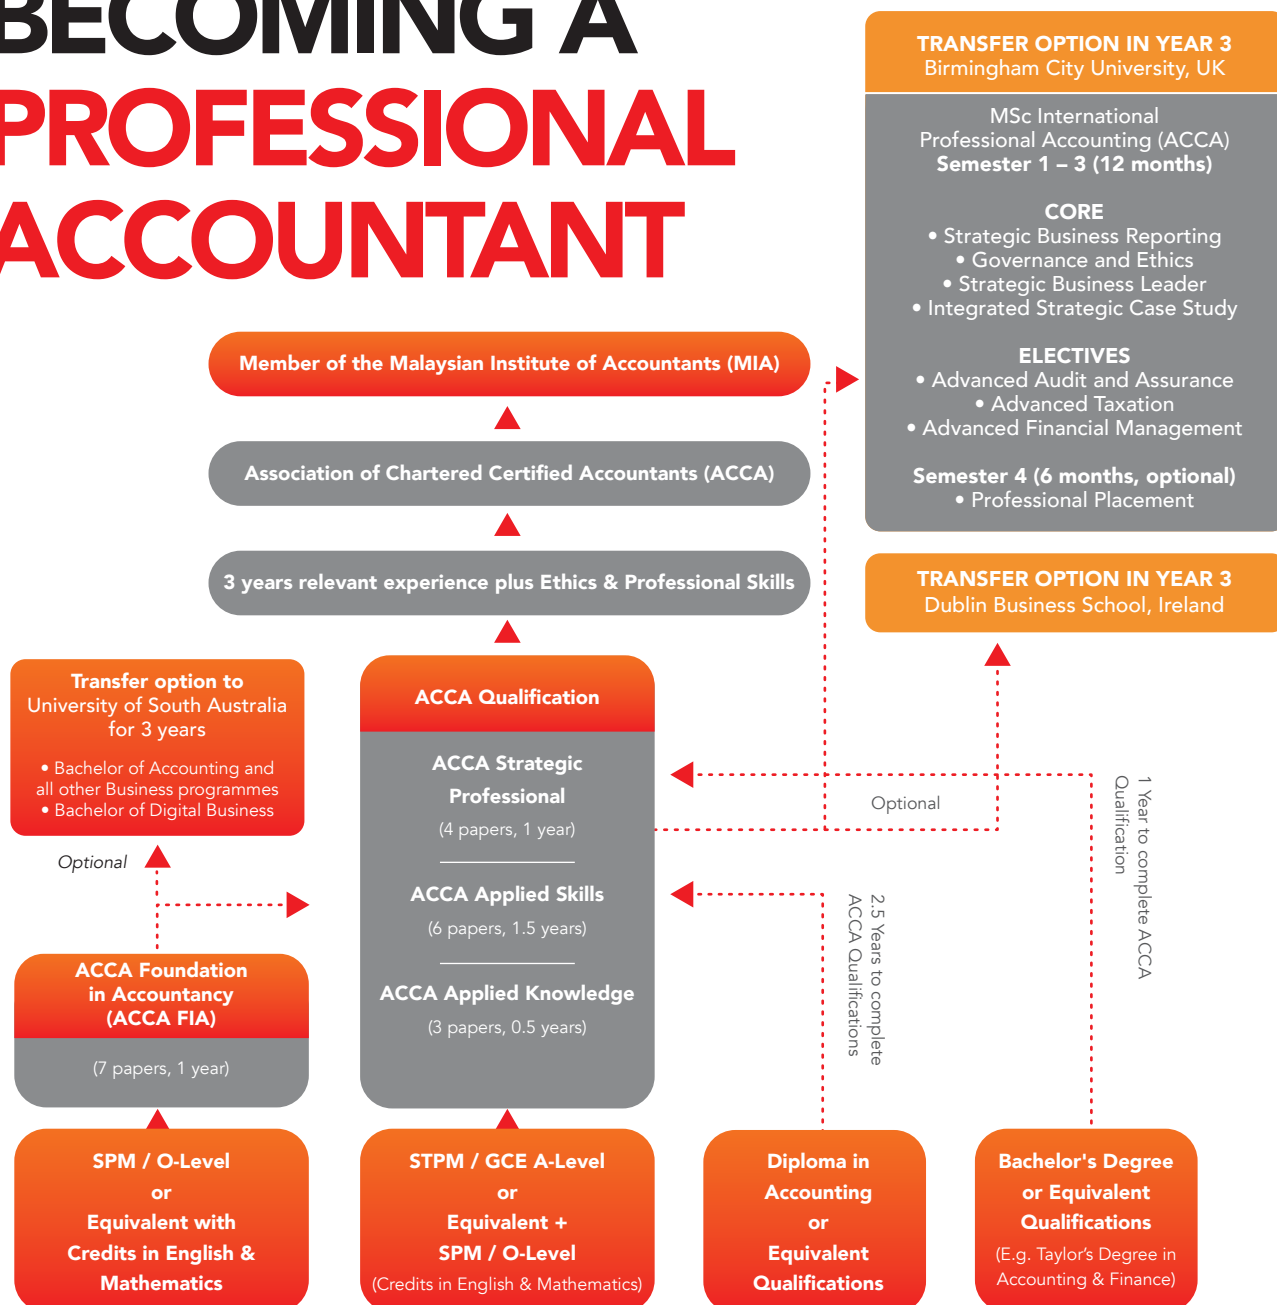 BECOMING A
PROFESSIONAL
ACCOUNTANT
TRANSFER OPTION IN YEAR 3
Birmingham City University, UK
MSc International
Professional Accounting (ACCA)
Semester 1 – 3 (12 months)
CORE
• Strategic Business Reporting
• Governance and Ethics
• Strategic Business Leader
• Integrated Strategic Case Study
ELECTIVES
• Advanced Audit and Assurance
• Advanced Taxation
• Advanced Financial Management
Semester 4 (6 months, optional)
• Professional Placement
TRANSFER OPTION IN YEAR 3
Dublin Business School, Ireland
Member of the Malaysian Institute of Accountants (MIA)
Association of Chartered Certified Accountants (ACCA)
3 years relevant experience plus Ethics & Professional Skills
Transfer option to
University of South Australia
for 3 years
• Bachelor of Accounting and
all other Business programmes
• Bachelor of Digital Business
Optional
ACCA Foundation
in Accountancy
(ACCA FIA)
(7 papers, 1 year)
SPM / O-Level
or
Equivalent with
Credits in English &
Mathematics
ACCA Qualification
ACCA Strategic
Professional
(4 papers, 1 year)
ACCA Applied Skills
(6 papers, 1.5 years)
ACCA Applied Knowledge
(3 papers, 0.5 years)
STPM / GCE A-Level
or
Equivalent +
SPM / O-Level
(Credits in English & Mathematics)
Optional
2.5 Years to complete
ACCA Qualifications
Diploma in
Accounting
or
Equivalent
Qualifications
1 Year to complete ACCA
Qualification
Bachelor's Degree
or Equivalent
Qualifications
(E.g. Taylor’s Degree in
Accounting & Finance)